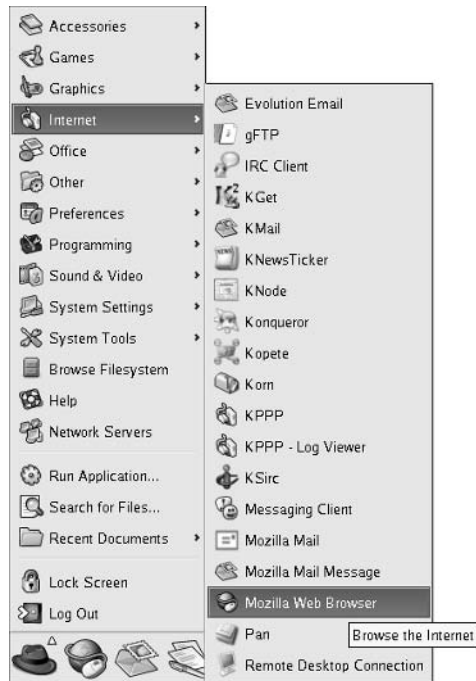 Accessories
Games
Graphics
Internet
Office
Other
Preferences
Programming
Sound & Video
System Settings
System Tools
Browse Filesystem
Help
Network Servers
Run Application...
Search for Files...
Recent Documents
Lock Screen
Log Out
Evolution Email
gFTP
IRC Client
KGet
KMail
KNewsTicker
KNode
Konqueror
Kopete
Korn
KPPP
KPPP - Log Viewer
KSirc
Messaging Client
Mozilla Mail
Mozilla Mail Message
Mozilla Web Browser
Pan
Browse the Internet
Remote Desktop Connection